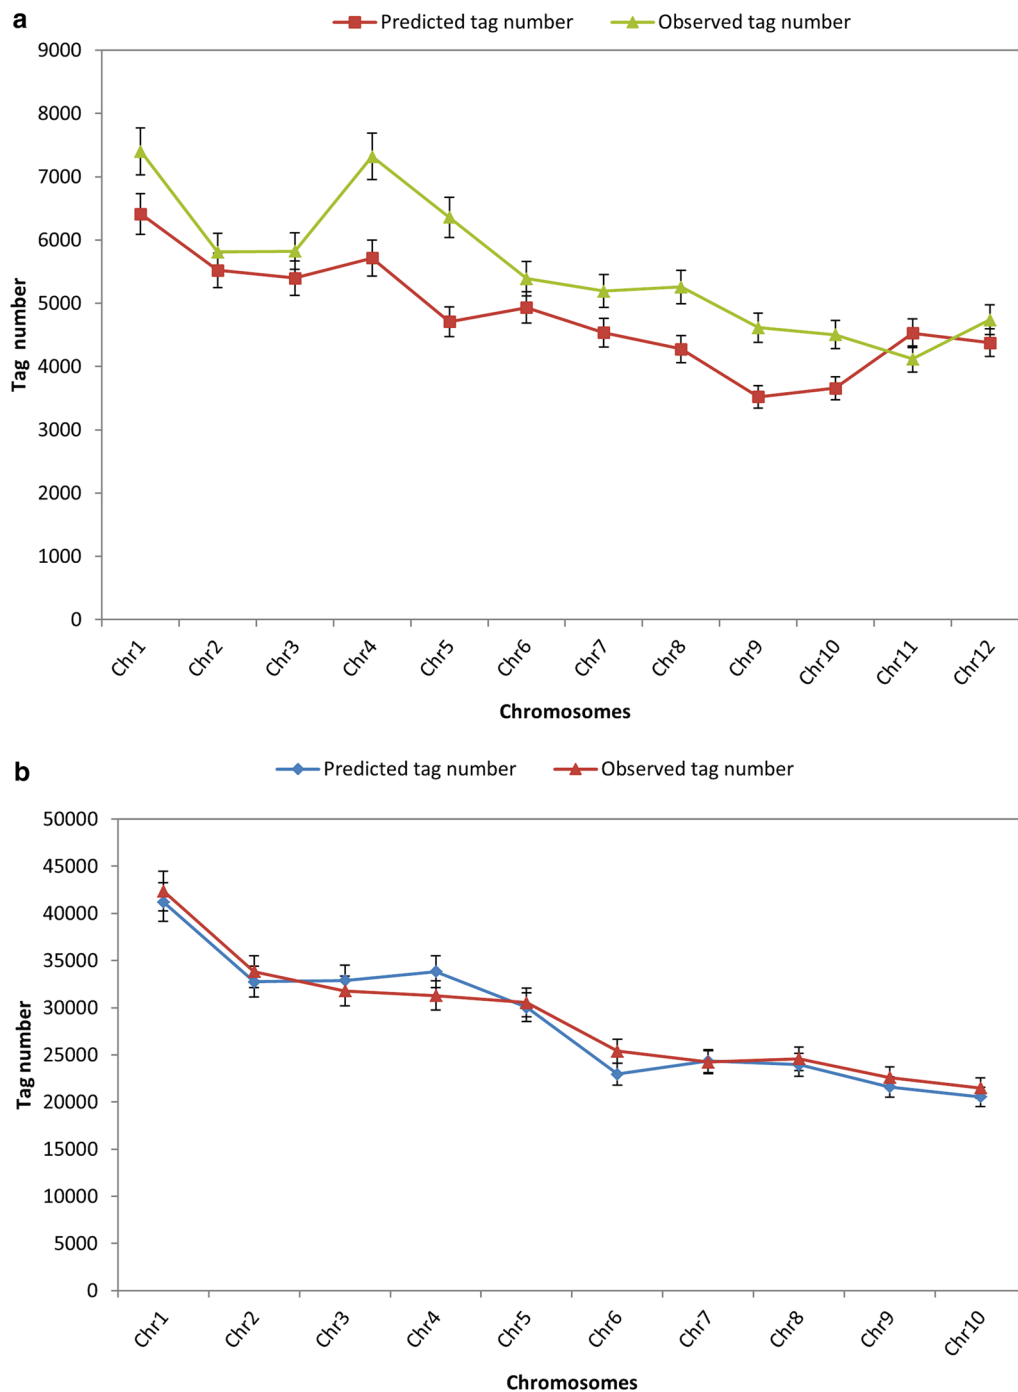 a
Predicted tag number Observed tag number
9000
8000
7000
6000
5000
4000
3000
2000
1000
0
Tag number
Chr1 Chr2 Chr3 Chr4 Chr5 Chr6 Chr7 Chr8 Chr9 Chr10 Chr11 Chr12
Chromosomes
b
Predicted tag number Observed tag number
50000
45000
40000
35000
30000
25000
20000
15000
10000
5000
0
Tag number
Chr1 Chr2 Chr3 Chr4 Chr5 Chr6 Chr7 Chr8 Chr9 Chr10
Chromosomes